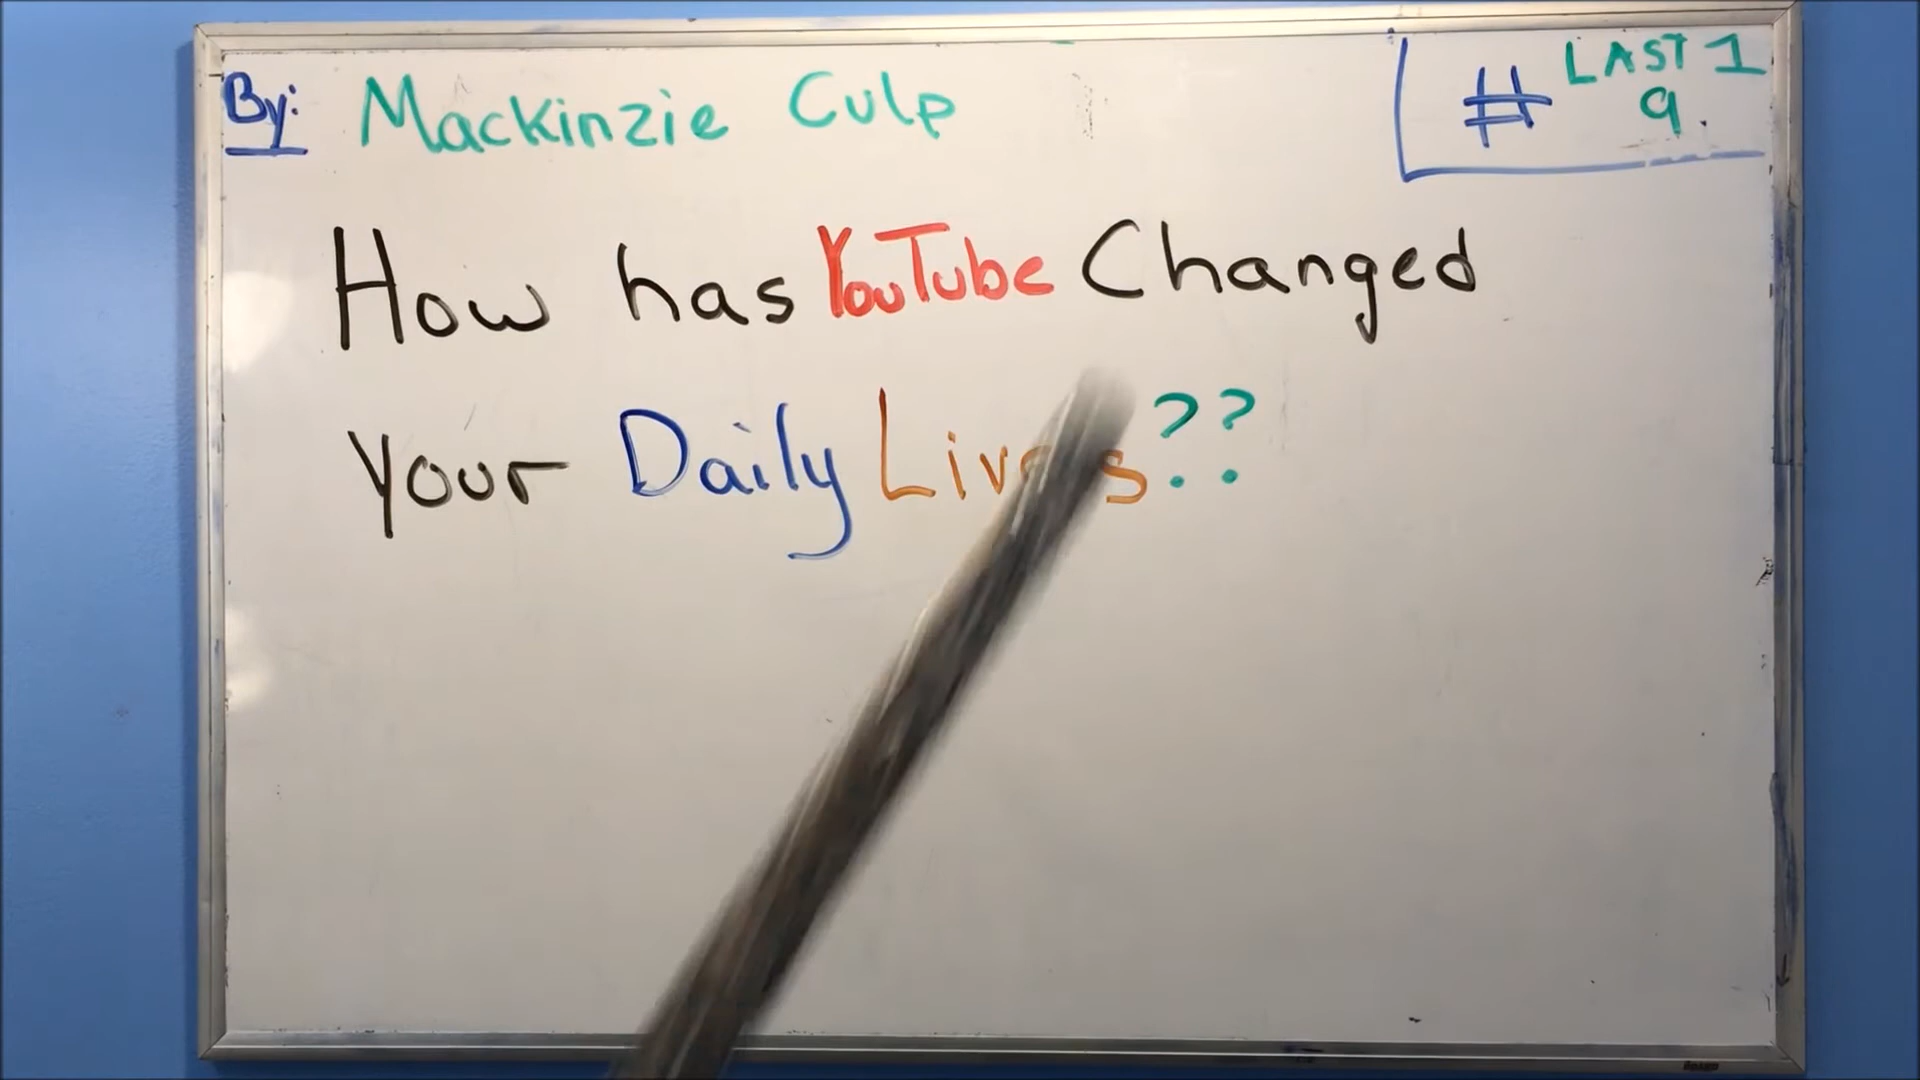 By: Mackinzie Culp
# LAST 1
9.
How has YouTube Changed
your Daily Lives??